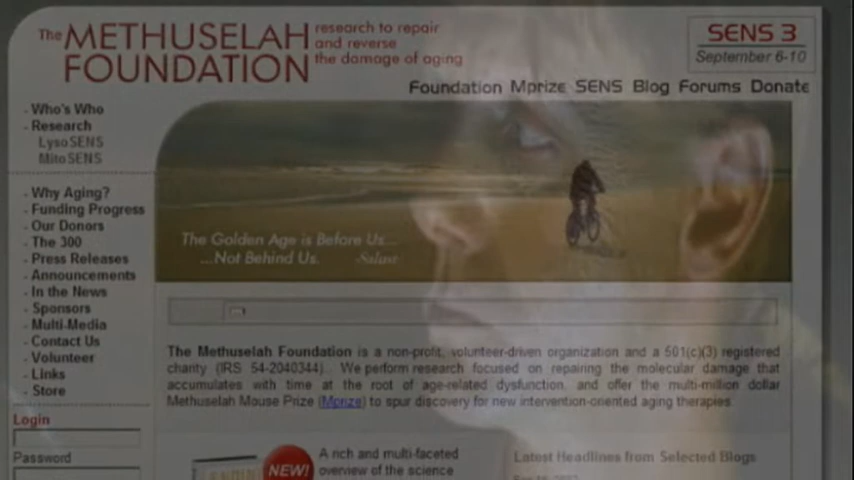 The METHUSELAH FOUNDATION
research to repair
and reverse
the damage of aging
SENS 3
September 6-10
Foundation Mprize SENS Blog Forums Donate
- Who's Who
- Research
LysoSENS
MitoSENS
- Why Aging?
- Funding Progress
- Our Donors
- The 300
- Press Releases
- Announcements
- In the News
- Sponsors
- Multi-Media
- Contact Us
- Volunteer
- Links
- Store
Login
Password
The Golden Age is Before Us...
...Not Behind Us.
The Methuselah Foundation is a non-profit, volunteer-driven organization and a 501(c)(3) registered
charity (IRS 54-2040344)... We perform research focused on repairing the molecular damage that
accumulates with time at the root of age-related dysfunction, and offer the multi-million dollar
Methuselah Mouse Prize (Mprize) to spur discovery for new intervention-oriented aging therapies.
NEW!
A rich and multi-faceted
overview of the science
Latest Headlines from Selected Blogs